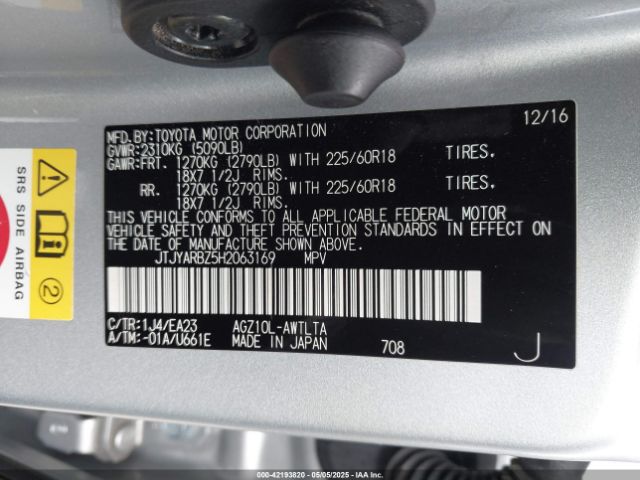 12/16
MFD.BY:TOYOTA MOTOR CORPORATION
GVWR:2310KG (5090LB)
GAWR:FRT. 1270KG (2790LB) WITH 225/60R18 TIRES.
18X7 1/2J RIMS.
RR. 1270KG (2790LB) WITH 225/60R18 TIRES.
18X7 1/2J RIMS.
THIS VEHICLE CONFORMS TO ALL APPLICABLE FEDERAL MOTOR
VEHICLE SAFETY AND THEFT PREVENTION STANDARDS IN EFFECT ON
THE DATE OF MANUFACTURE SHOWN ABOVE.
JTJYARBZ5H2063169 MPV
C/TR:1J4/EA23 AGZ10L-AWTLTA
A/TM:-01A/U661E MADE IN JAPAN 708 J
SRS SIDE AIRBAG
2
000-42193820 - 05/05/2025 - IAA, Inc.